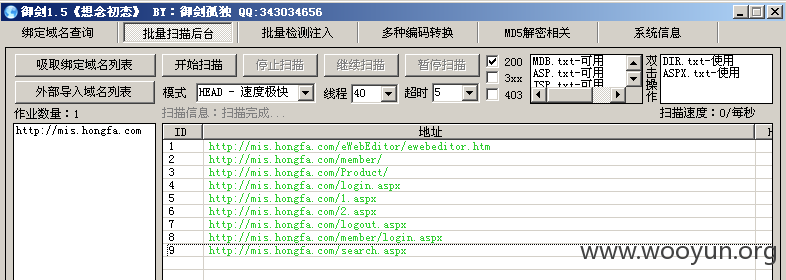 御剑1.5《想念初态》 BY：御剑孤独 QQ:343034656
绑定域名查询 批量扫描后台 批量检测注入 多种编码转换 MD5解密相关 系统信息
吸取绑定域名列表 开始扫描 停止扫描 继续扫描 暂停扫描 200 3xx 403
MDB.txt-可用
ASP.txt-可用
JSP.txt-可用
双击操作
DIR.txt-使用
ASPX.txt-使用
外部导入域名列表 模式 HEAD - 速度极快 线程 40 超时 5
作业数量：1 扫描信息：扫描完成... 扫描速度：0/每秒
http://mis.hongfa.com
ID 地址
1 http://mis.hongfa.com/eWebEditor/ewebeditor.htm
2 http://mis.hongfa.com/member/
3 http://mis.hongfa.com/Product/
4 http://mis.hongfa.com/login.aspx
5 http://mis.hongfa.com/1.aspx
6 http://mis.hongfa.com/2.aspx
7 http://mis.hongfa.com/logout.aspx
8 http://mis.hongfa.com/member/login.aspx
9 http://mis.hongfa.com/search.aspx
www.wooyun.org